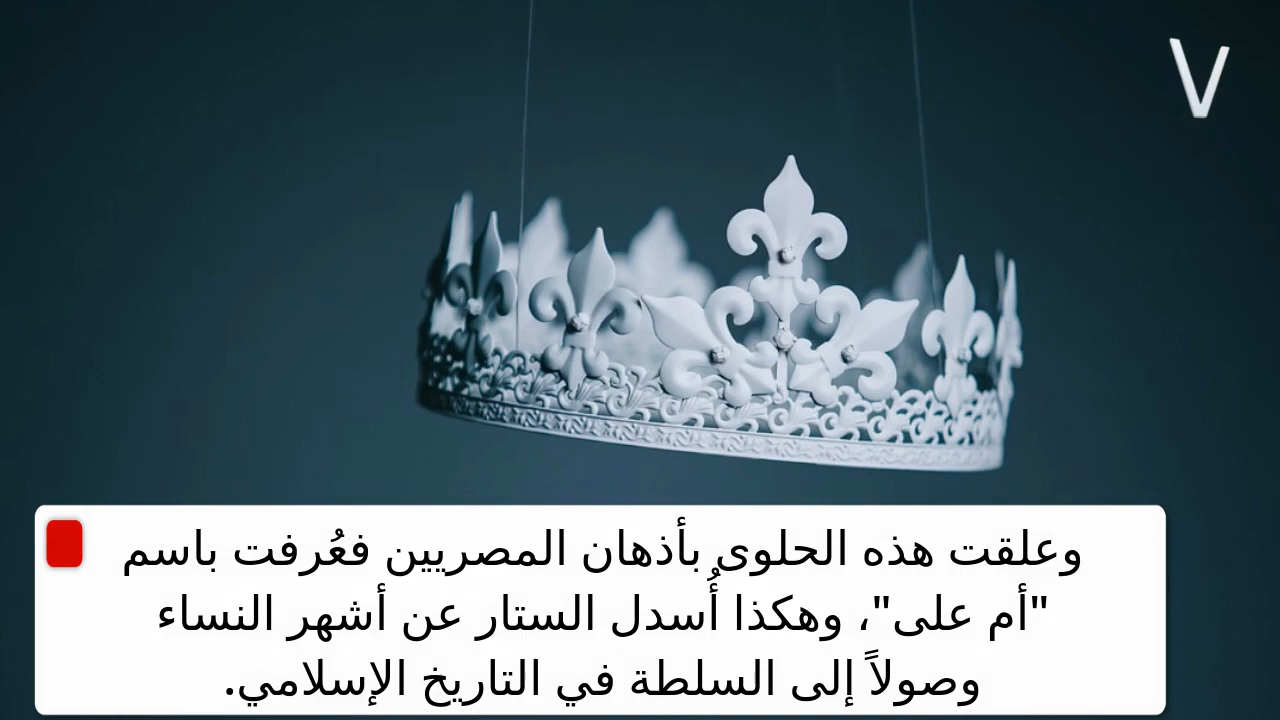 V
وعلقت هذه الحلوى بأذهان المصريين فعُرفت باسم
"أم على"، وهكذا أُسدل الستار عن أشهر النساء
وصولاً إلى السلطة في التاريخ الإسلامي.